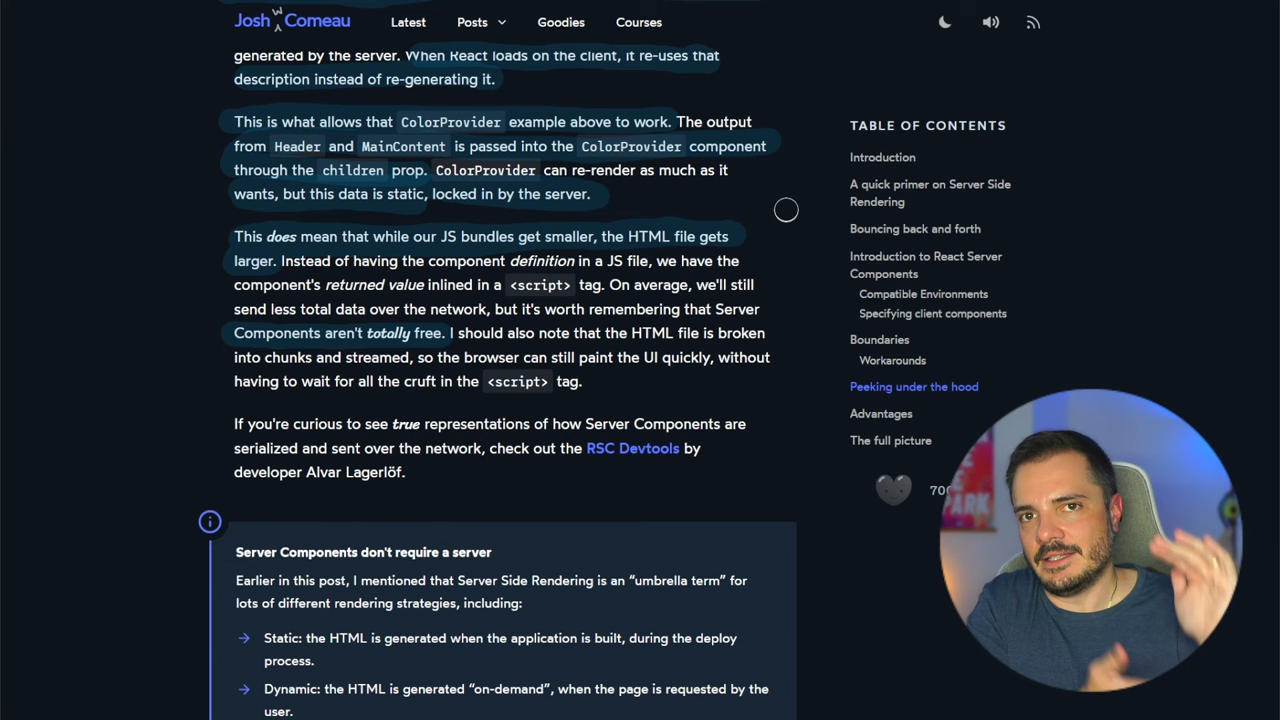 Josh W Comeau
Latest
Posts
Goodies
Courses
generated by the server. When React loads on the client, it re-uses that
description instead of re-generating it.
This is what allows that ColorProvider example above to work. The output
from Header and MainContent is passed into the ColorProvider component
through the children prop. ColorProvider can re-render as much as it
wants, but this data is static, locked in by the server.
This does mean that while our JS bundles get smaller, the HTML file gets
larger. Instead of having the component definition in a JS file, we have the
component's returned value inlined in a <script> tag. On average, we'll still
send less total data over the network, but it's worth remembering that Server
Components aren't totally free. I should also note that the HTML file is broken
into chunks and streamed, so the browser can still paint the UI quickly, without
having to wait for all the cruft in the <script> tag.
If you're curious to see true representations of how Server Components are
serialized and sent over the network, check out the RSC Devtools by
developer Alvar Lagerlöf.
Server Components don't require a server
Earlier in this post, I mentioned that Server Side Rendering is an “umbrella term” for
lots of different rendering strategies, including:
→ Static: the HTML is generated when the application is built, during the deploy
process.
→ Dynamic: the HTML is generated “on-demand”, when the page is requested by the
user.
TABLE OF CONTENTS
Introduction
A quick primer on Server Side
Rendering
Bouncing back and forth
Introduction to React Server
Components
Compatible Environments
Specifying client components
Boundaries
Workarounds
Peeking under the hood
Advantages
The full picture